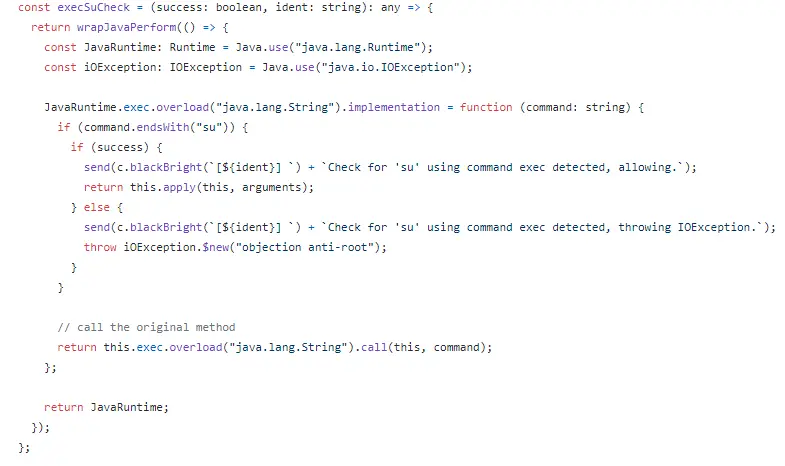 const execSuCheck = (success: boolean, ident: string): any => {
  return wrapJavaPerform(() => {
    const JavaRuntime: Runtime = Java.use("java.lang.Runtime");
    const iOException: IOException = Java.use("java.io.IOException");
    JavaRuntime.exec.overload("java.lang.String").implementation = function (command: string) {
      if (command.endsWith("su")) {
        if (success) {
          send(c.blackBright(`[${ident}] `) + `Check for 'su' using command exec detected, allowing.`);
          return this.apply(this, arguments);
        } else {
          send(c.blackBright(`[${ident}] `) + `Check for 'su' using command exec detected, throwing IOException.`);
          throw iOException.$new("objection anti-root");
        }
      }
      // call the original method
      return this.exec.overload("java.lang.String").call(this, command);
    };
    return JavaRuntime;
  });
};